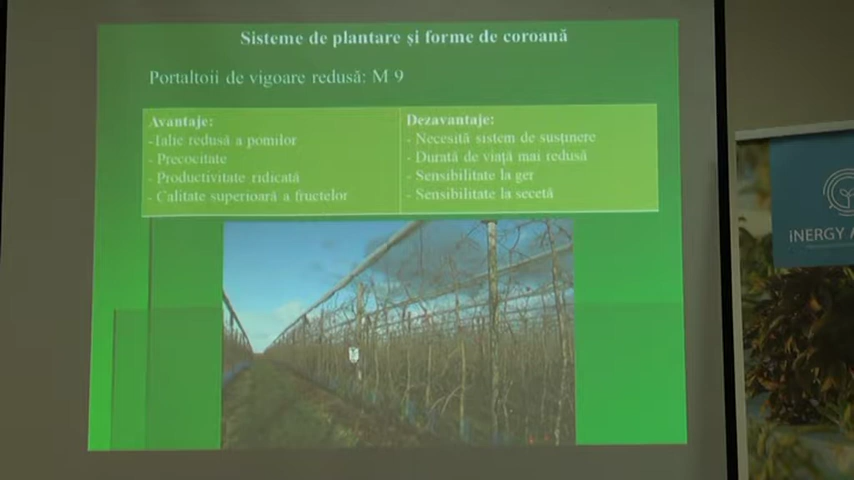 Sisteme de plantare și forme de coroană
Portaltoii de vigoare redusă: M 9
Avantaje:
-Talie redusă a pomilor
- Precocitate
- Productivitate ridicată
- Calitate superioară a fructelor
Dezavantaje:
- Necesită sistem de susținere
- Durată de viață mai redusă
- Sensibilitate la ger
- Sensibilitate la secetă
iNERGY